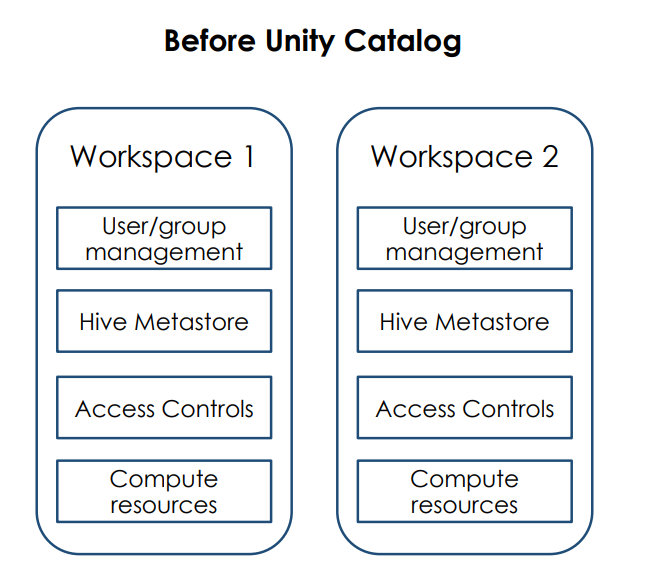 Before Unity Catalog
Workspace 1
User/group
management
Hive Metastore
Access Controls
Compute
resources
Workspace 2
User/group
management
Hive Metastore
Access Controls
Compute
resources